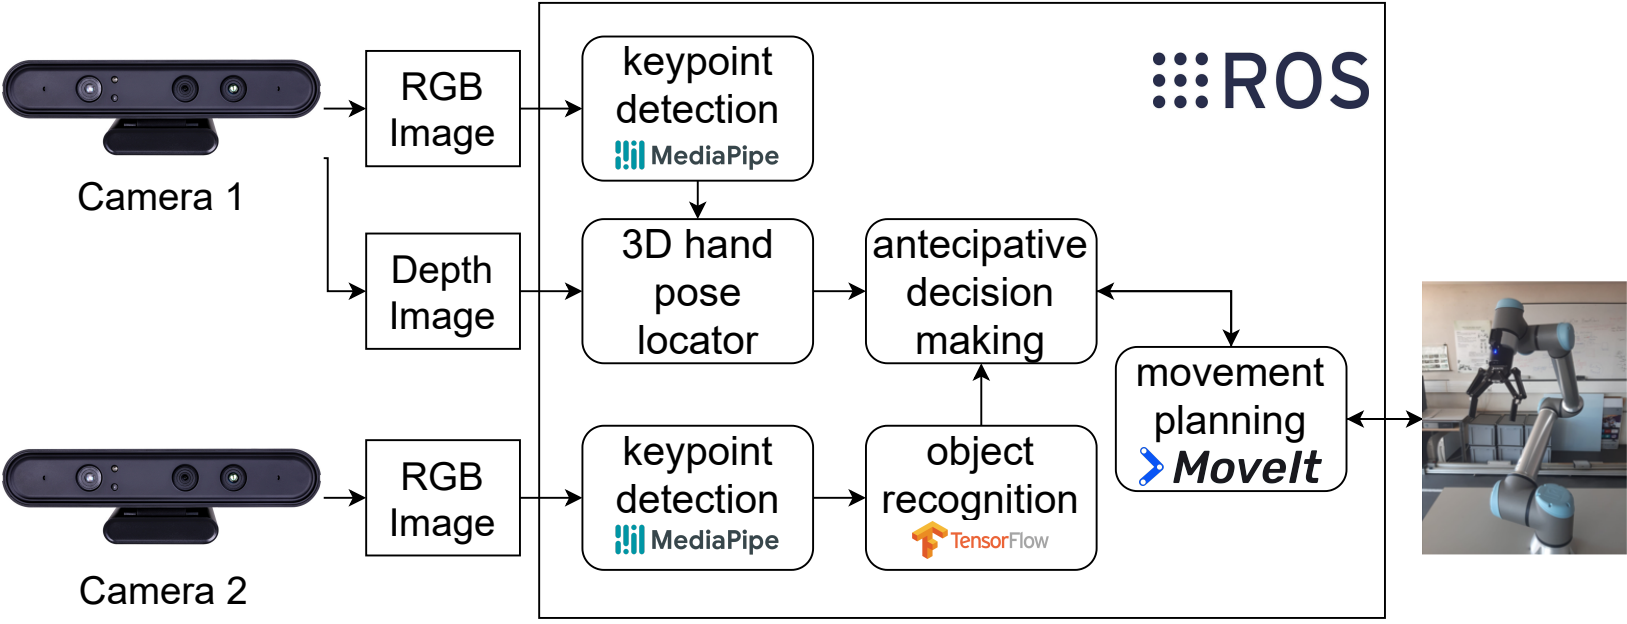 Camera 1
RGB
Image
keypoint
detection
MediaPipe
ROS
Depth
Image
3D hand
pose
locator
antecipative
decision
making
movement
planning
MoveIt
Camera 2
RGB
Image
keypoint
detection
MediaPipe
object
recognition
TensorFlow